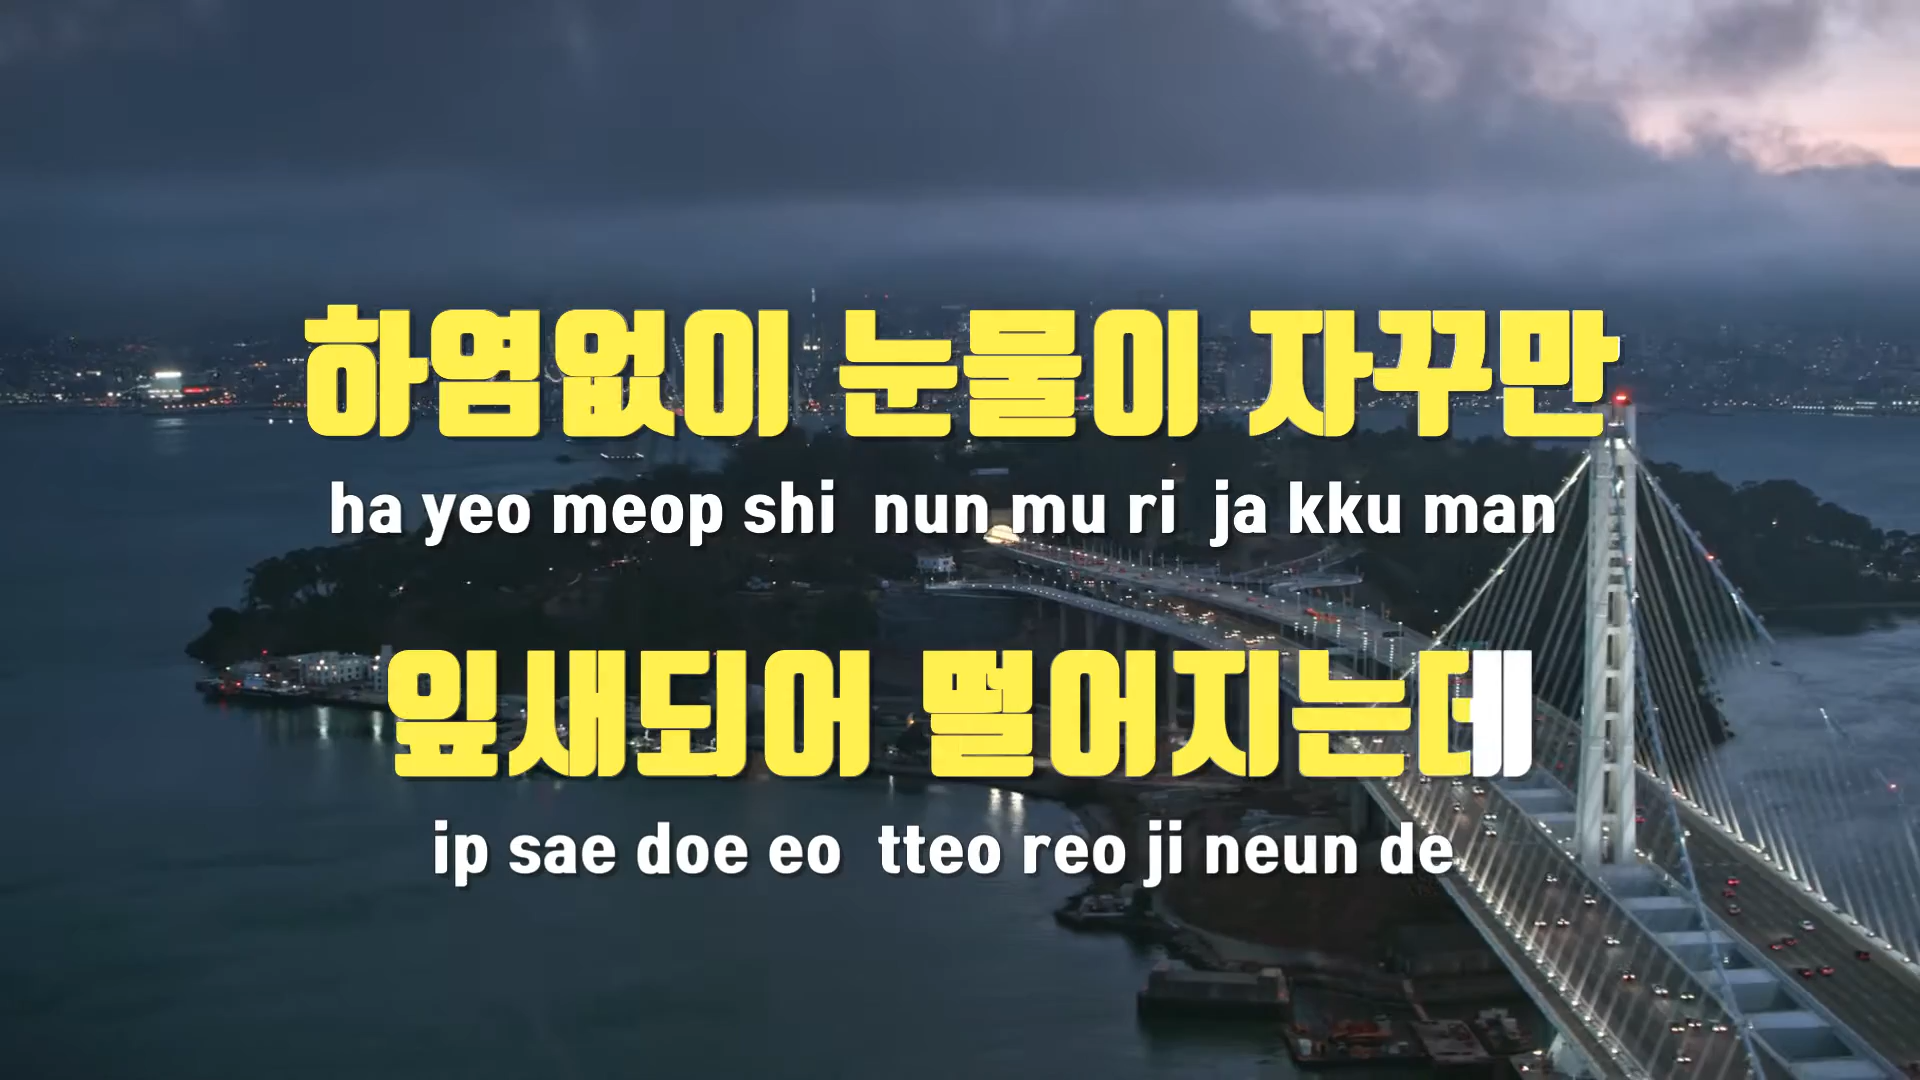 하염없이 눈물이 자꾸만
ha yeo meop shi nun mu ri ja kku man
잎새되어 떨어지는데
ip sae doe eo tteo reo ji neun de